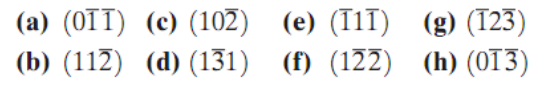 (a) (01̅1̅) (c) (102̅) (e) (1̅11̅) (g) (1̅23̅)
(b) (112̅) (d) (13̅1) (f) (12̅2̅) (h) (01̅3̅)